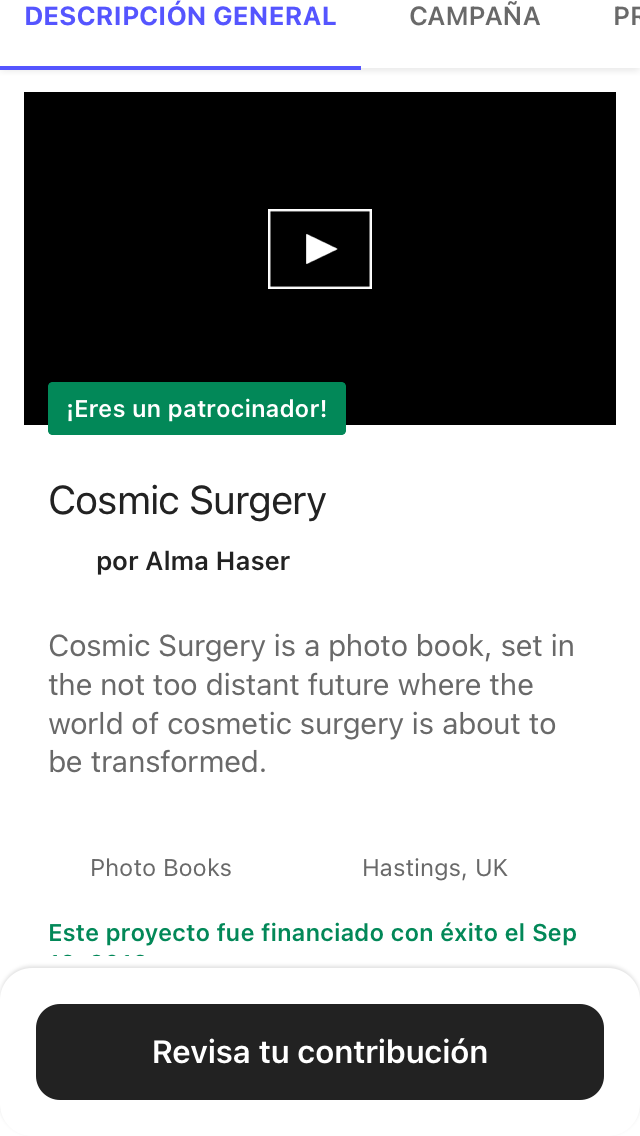 DESCRIPCIÓN GENERAL CAMPAÑA
¡Eres un patrocinador!
Cosmic Surgery
por Alma Haser
Cosmic Surgery is a photo book, set in
the not too distant future where the
world of cosmetic surgery is about to
be transformed.
Photo Books Hastings, UK
Este proyecto fue financiado con éxito el Sep
Revisa tu contribución